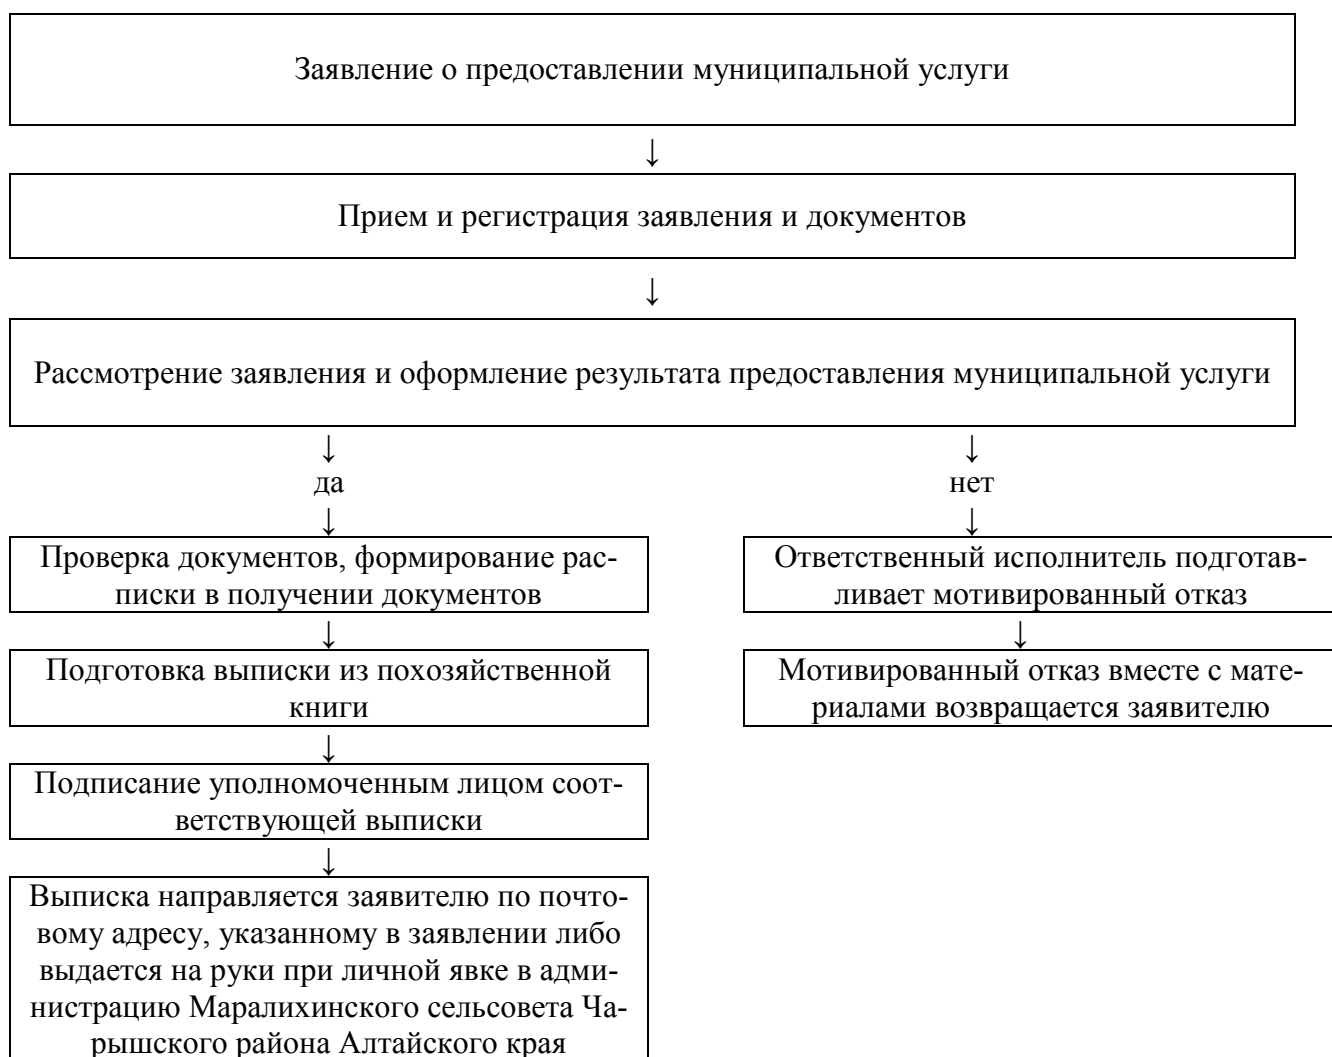 Заявление о предоставлении муниципальной услуги
↓
Прием и регистрация заявления и документов
↓
Рассмотрение заявления и оформление результата предоставления муниципальной услуги
↓ ↓
да нет
↓ ↓
Проверка документов, формирование рас-
писки в получении документов
↓
Подготовка выписки из похозяйственной
книги
↓
Подписание уполномоченным лицом соот-
ветствующей выписки
↓
Выписка направляется заявителю по почто-
вому адресу, указанному в заявлении либо
выдается на руки при личной явке в адми-
нистрацию Маралихинского сельсовета Ча-
рышского района Алтайского края
Ответственный исполнитель подготав-
ливает мотивированный отказ
↓
Мотивированный отказ вместе с мате-
риалами возвращается заявителю